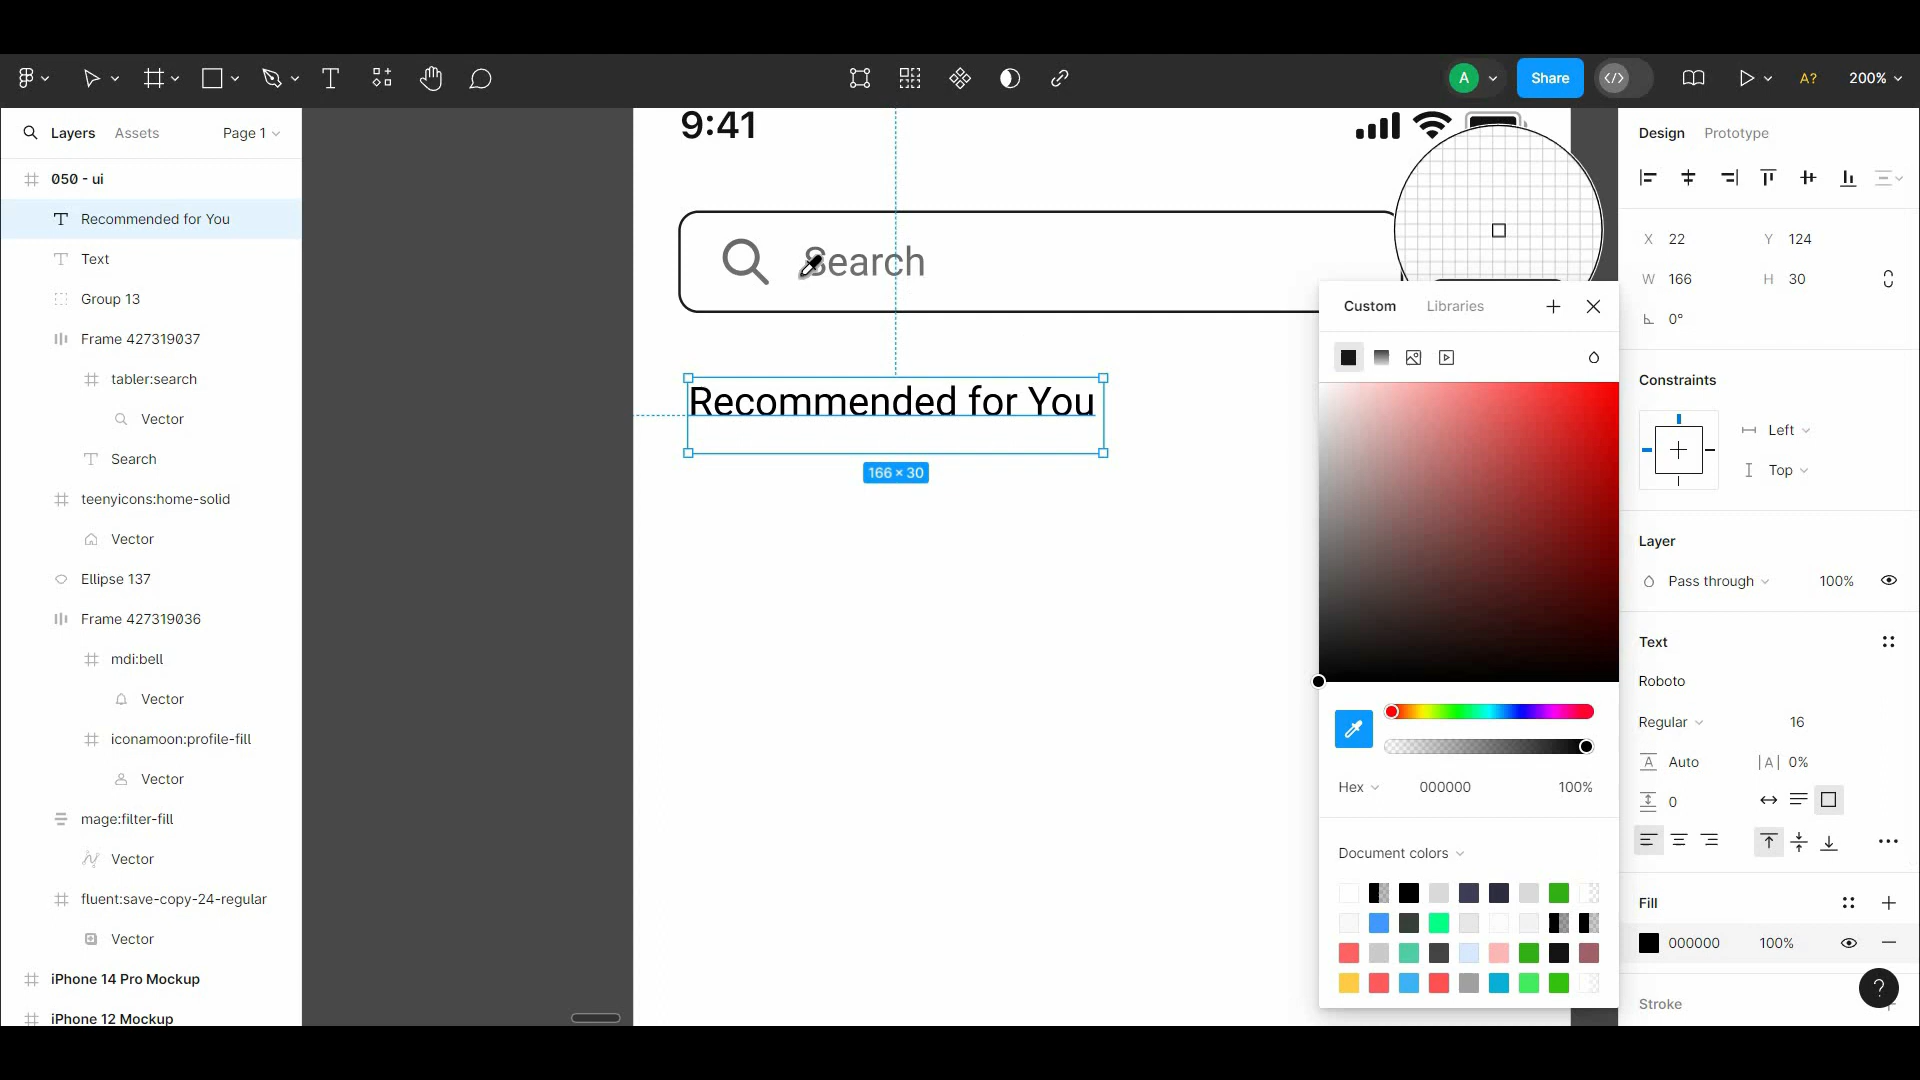 A
Share
</>
A?
200%
Layers
Assets
Page 1
050 - ui
Recommended for You
Text
Group 13
Frame 427319037
tabler:search
Vector
Search
teenyicons:home-solid
Vector
Ellipse 137
Frame 427319036
mdi:bell
Vector
iconamoon:profile-fill
Vector
mage:filter-fill
Vector
fluent:save-copy-24-regular
Vector
iPhone 14 Pro Mockup
iPhone 12 Mockup
9:41
Search
Recommended for You
166 × 30
Custom
Libraries
Hex
000000
100%
Document colors
Design
Prototype
X 22
Y 124
W 166
H 30
0°
Constraints
Left
Top
Layer
Pass through
100%
Text
Roboto
Regular
16
A Auto
|A| 0%
0
Fill
000000
100%
Stroke
?